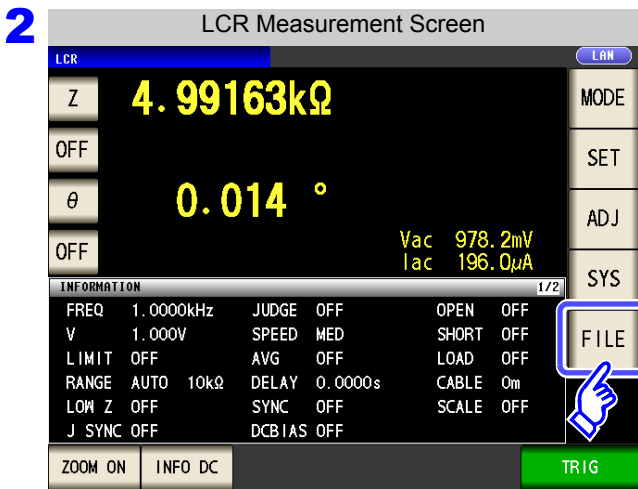 2
LCR Measurement Screen
LCR
LAN
Z 4.99163kΩ
MODE
OFF
SET
θ 0.014 °
ADJ
OFF
Vac 978.2mV
Iac 196.0μA
SYS
INFORMATION 1/2
FREQ 1.0000kHz JUDGE OFF OPEN OFF
V 1.000V SPEED MED SHORT OFF
FILE
LIMIT OFF AVG OFF LOAD OFF
RANGE AUTO 10kΩ DELAY 0.0000s CABLE 0m
LOW Z OFF SYNC OFF SCALE OFF
J SYNC OFF DCBIAS OFF
ZOOM ON INFO DC TRIG